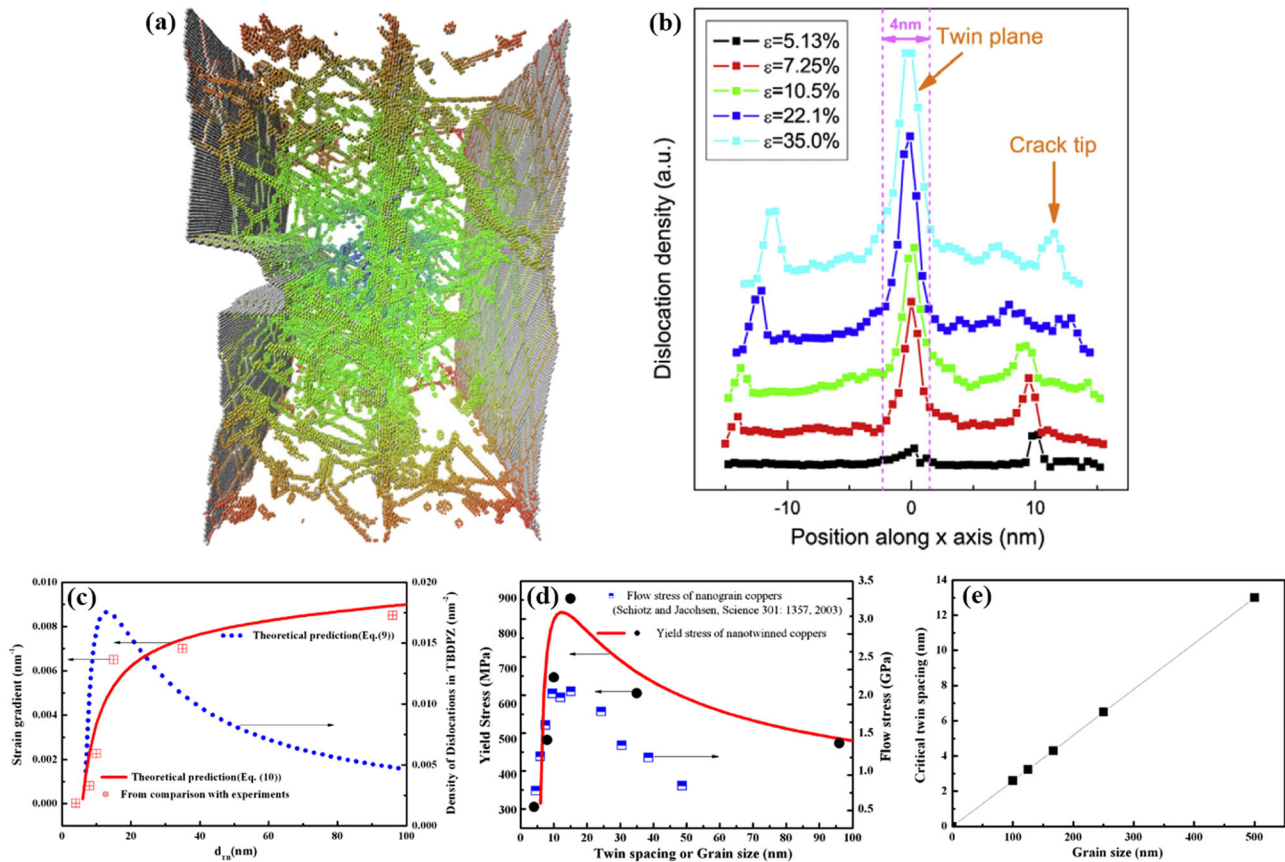 (a)
(b)
4nm
ε=5.13%
ε=7.25%
ε=10.5%
ε=22.1%
ε=35.0%
Twin plane
Crack tip
Dislocation density (a.u.)
-10
0
10
Position along x axis (nm)
(c)
0.010
0.008
0.006
0.004
0.002
0.000
Strain gradient (nm⁻¹)
Theoretical prediction(Eq.(9))
Theoretical prediction(Eq. (10))
From comparison with experiments
0.020
0.015
0.010
0.005
0.000
Density of Dislocations in TBDPZ (nm⁻²)
0 20 40 60 80 100
d_TB(nm)
(d)
900
800
700
600
500
400
300
Yield Stress (MPa)
Flow stress of nanograin coppers
(Schiotz and Jacohsen, Science 301: 1357, 2003)
Yield stress of nanotwinned coppers
3.5
3.0
2.5
2.0
1.5
1.0
0.5
Flow stress (GPa)
0 10 20 30 40 50 60 70 80 90 100
Twin spacing or Grain size (nm)
(e)
14
12
10
8
6
4
2
0
Critical twin spacing(nm)
100 200 300 400 500
Grain size (nm)